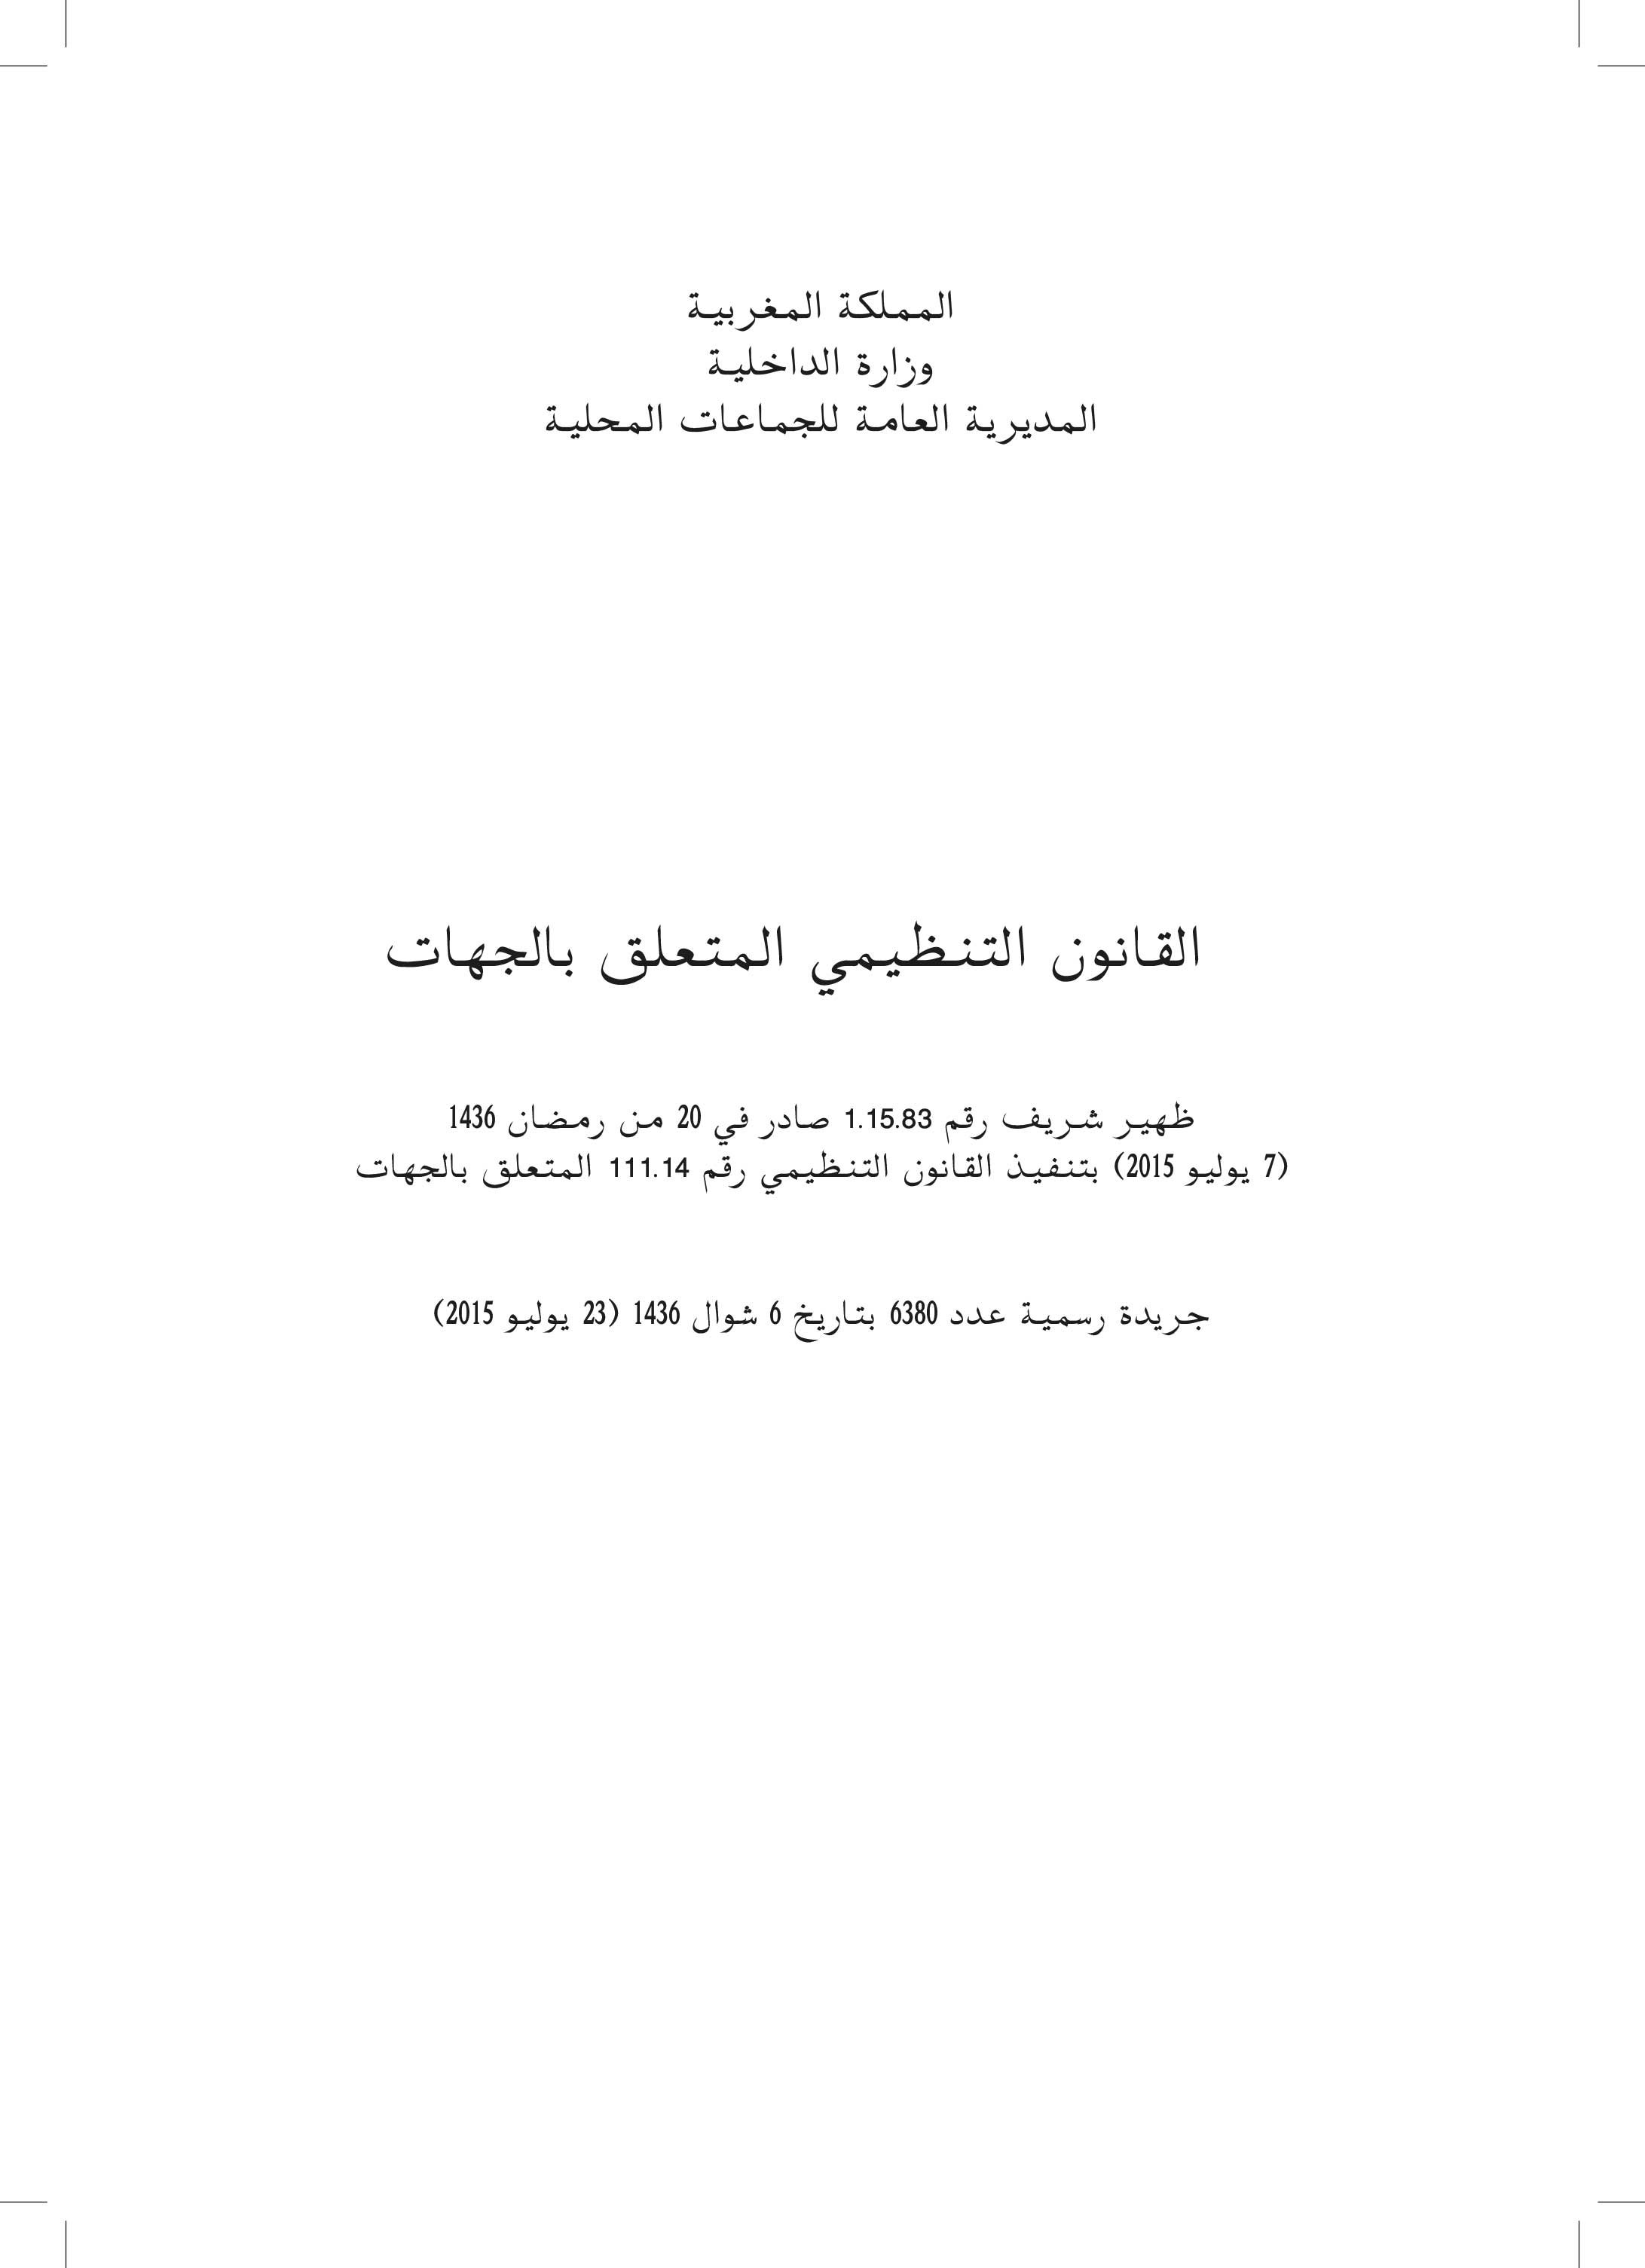 المملكة المغربية
وزارة الداخلية
المديرية العامة للجماعات المحلية
القانون التنظيمي المتعلق بالجهات
ظهير شريف رقم 1.15.83 صادر في 20 من رمضان 1436
(7 يوليو 2015) بتنفيذ القانون التنظيمي رقم 111.14 المتعلق بالجهات
جريدة رسمية عدد 6380 بتاريخ 6 شوال 1436 (23 يوليو 2015)